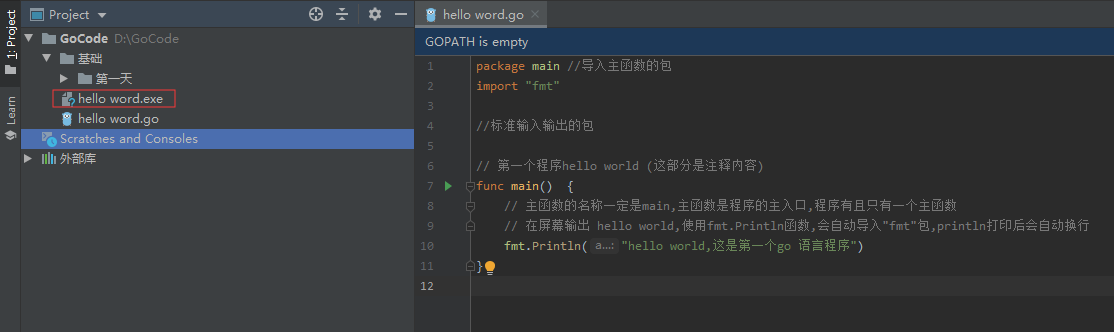 Project
hello word.go
1: Project
Learn
GoCode D:\GoCode
基础
第一天
hello word.exe
hello word.go
Scratches and Consoles
外部库
GOPATH is empty
1 package main //导入主函数的包
2 import "fmt"
3
4 //标准输入输出的包
5
6 // 第一个程序hello world (这部分是注释内容)
7 func main() {
8 // 主函数的名称一定是main,主函数是程序的主入口,程序有且只有一个主函数
9 // 在屏幕输出 hello world,使用fmt.Println函数,会自动导入"fmt"包,println打印后会自动换行
10 fmt.Println( a...: "hello world,这是第一个go 语言程序")
11 }
12